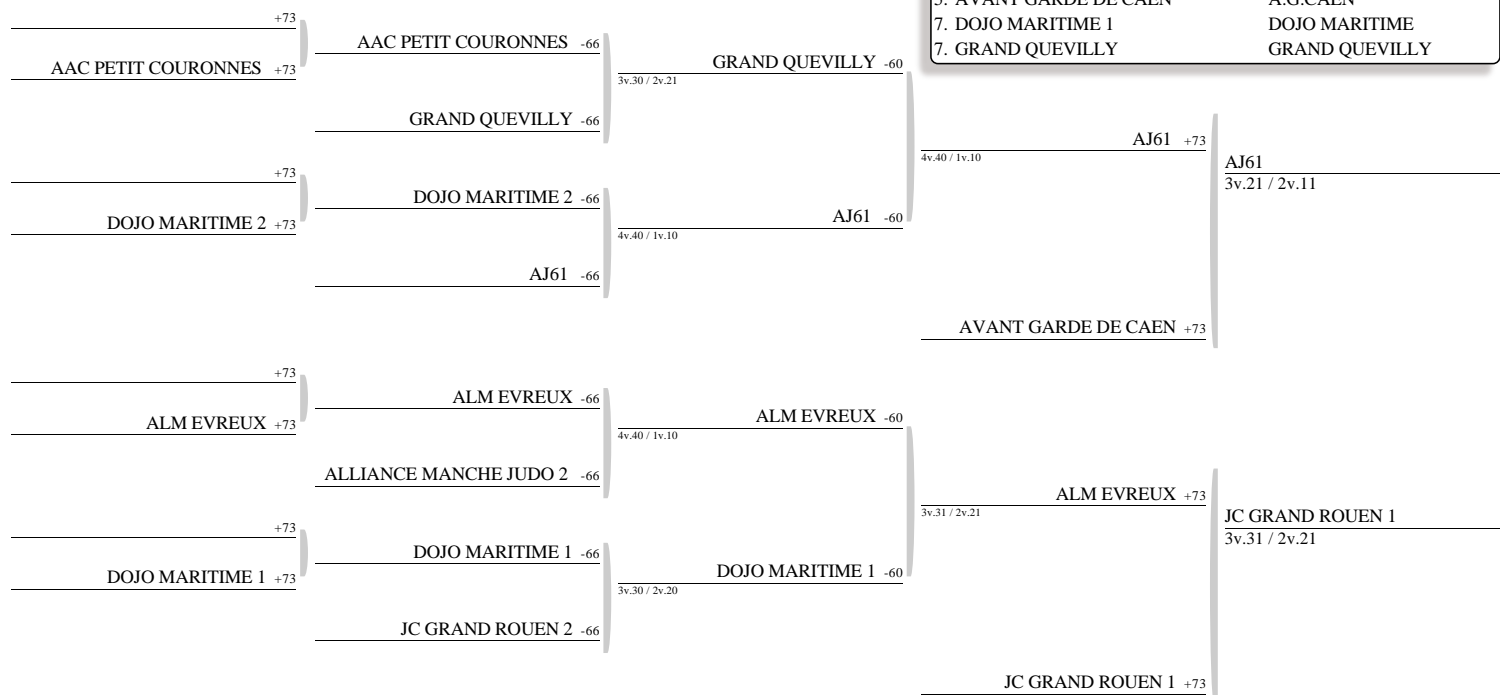 5. AVANT GARDE DE CAEN A.G.CAEN
7. DOJO MARITIME 1 DOJO MARITIME
7. GRAND QUEVILLY GRAND QUEVILLY
+73
AAC PETIT COURONNES +73
+73
DOJO MARITIME 2 +73
+73
ALM EVREUX +73
+73
DOJO MARITIME 1 +73
AAC PETIT COURONNES -66
GRAND QUEVILLY -66
DOJO MARITIME 2 -66
AJ61 -66
ALM EVREUX -66
ALLIANCE MANCHE JUDO 2 -66
DOJO MARITIME 1 -66
JC GRAND ROUEN 2 -66
GRAND QUEVILLY -60
3v.30 / 2v.21
AJ61 -60
4v.40 / 1v.10
ALM EVREUX -60
4v.40 / 1v.10
DOJO MARITIME 1 -60
3v.30 / 2v.20
AJ61 +73
4v.40 / 1v.10
AVANT GARDE DE CAEN +73
ALM EVREUX +73
3v.31 / 2v.21
JC GRAND ROUEN 1 +73
AJ61
3v.21 / 2v.11
JC GRAND ROUEN 1
3v.31 / 2v.21